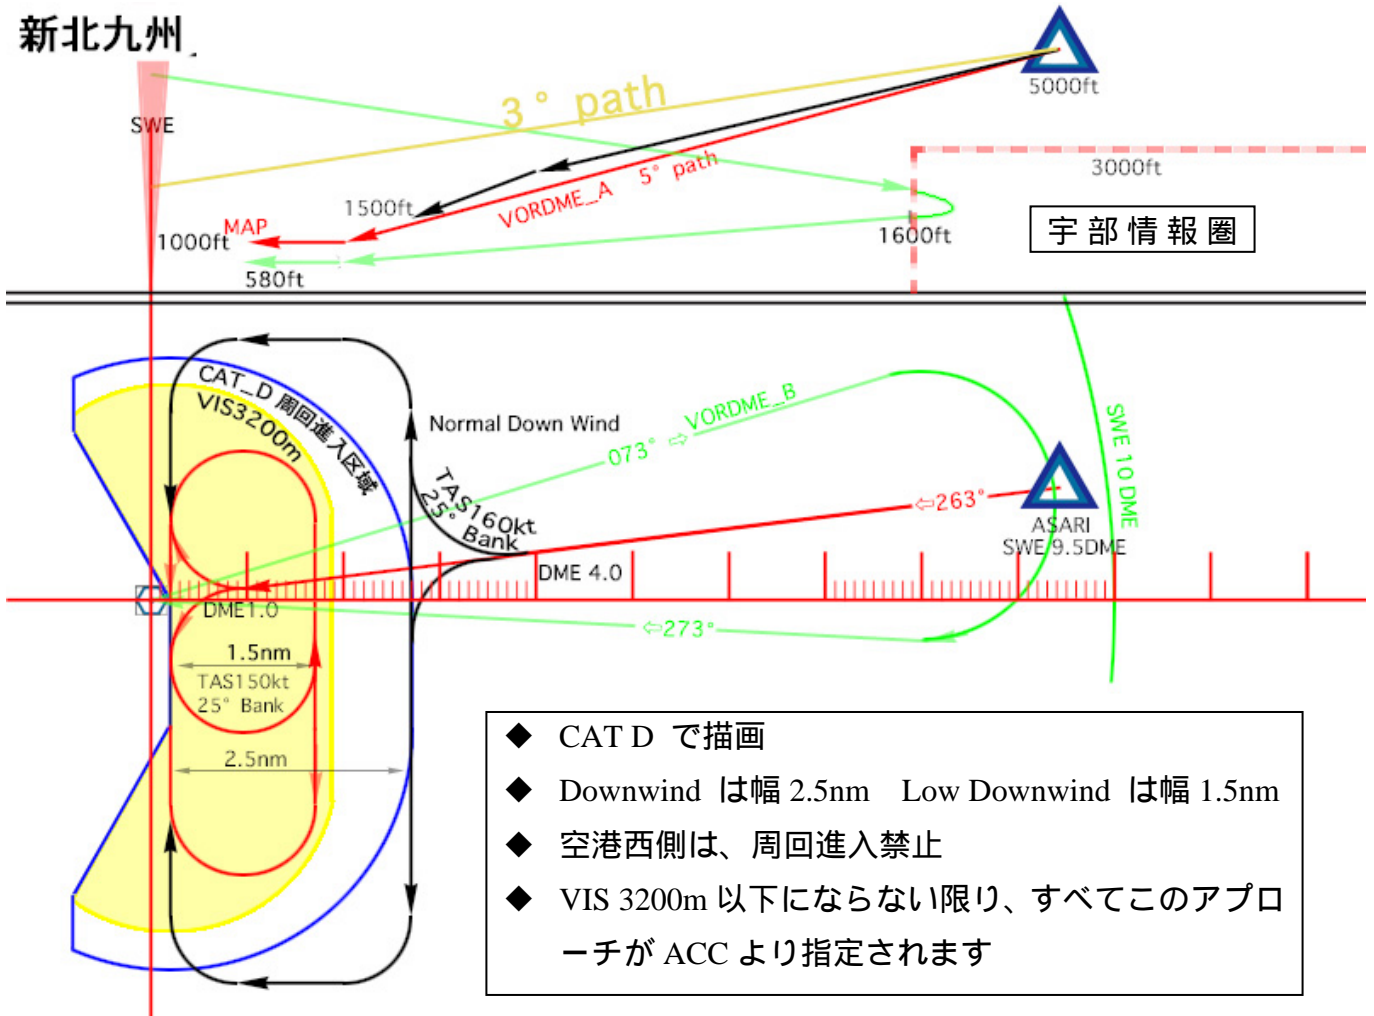 新北九州
SWE
3° path
5000ft
3000ft
VORDME_A 5° path
1500ft
MAP
1000ft
1600ft
宇部情報圏
580ft
CAT_D 周回進入区域
VIS3200m
Normal Down Wind
VORDME_B
073° ⇨
SWE 10 DME
TAS160kt
25° Bank
⇦263°
ASARI
SWE 9.5DME
DME 4.0
DME1.0
⇦273°
1.5nm
TAS150kt
25° Bank
2.5nm
◆ CAT D で描画
◆ Downwind は幅 2.5nm Low Downwind は幅 1.5nm
◆ 空港西側は、周回進入禁止
◆ VIS 3200m 以下にならない限り、すべてこのアプロ
ーチが ACC より指定されます